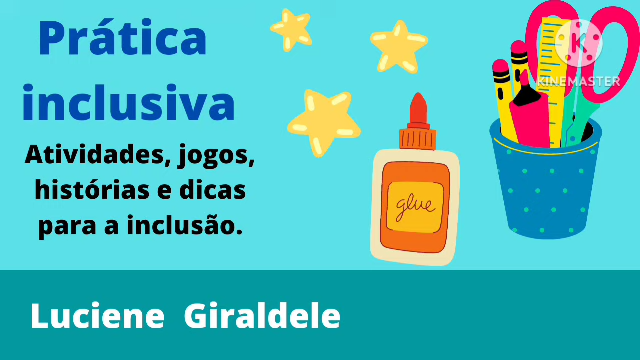 Prática
inclusiva
Atividades, jogos,
histórias e dicas
para a inclusão.
glue
K
KINEMASTER
Luciene Giraldele